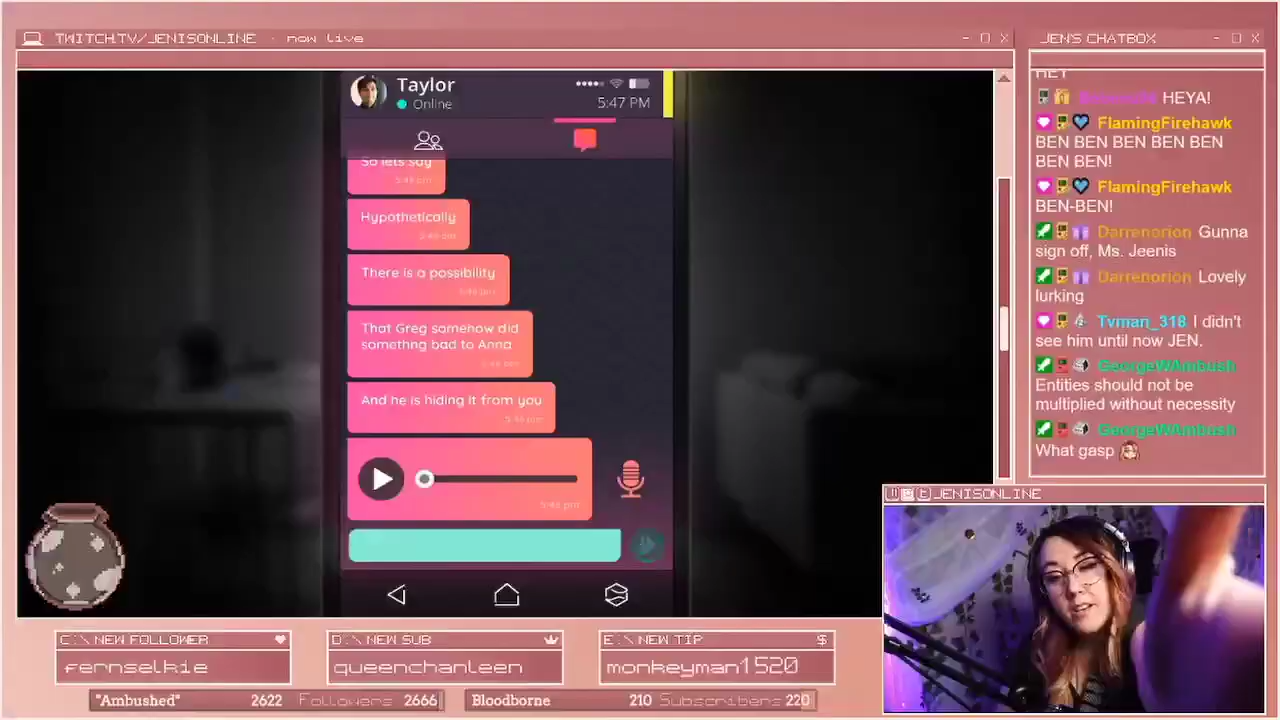 TWITCH.TV/JENISONLINE - now live
JEN'S CHATBOX
Taylor
Online
5:47 PM
So lets say
Hypothetically
There is a possibility
That Greg somehow did
somethng bad to Anna
And he is hiding it from you
HEY
HEYA!
FlamingFirehawk
BEN BEN BEN BEN BEN
BEN BEN!
FlamingFirehawk
BEN-BEN!
Darrenorion Gunna
sign off, Ms. Jeenis
Darrenorion Lovely
lurking
Tvman_318 I didn't
see him until now JEN.
GeorgeWAmbush
Entities should not be
multiplied without necessity
GeorgeWAmbush
What gasp
JENISONLINE
C:\ NEW FOLLOWER
fernselkie
D:\ NEW SUB
queenchanleen
E:\ NEW TIP $
monkeyman1520
"Ambushed" 2622 Followers 2666
Bloodborne 210 Subscribers 220